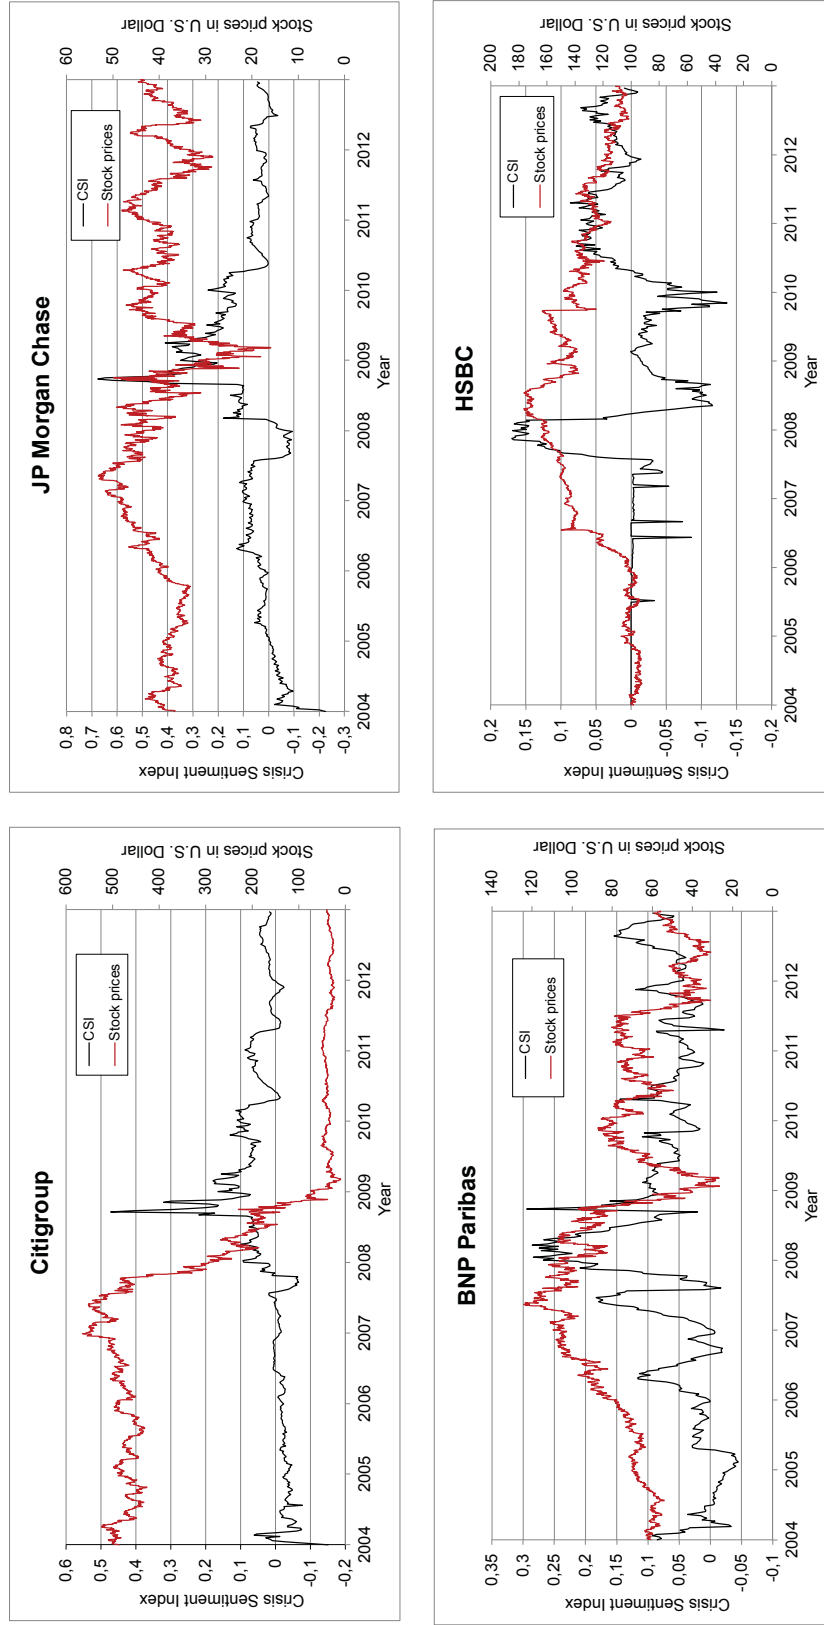 Citigroup
Crisis Sentiment Index
0,6
0,5
0,4
0,3
0,2
0,1
0
-0,1
-0,2
Stock prices in U.S. Dollar
600
500
400
300
200
100
0
CSI
Stock prices
2004 2005 2006 2007 2008 2009 2010 2011 2012
Year
JP Morgan Chase
Crisis Sentiment Index
0,8
0,7
0,6
0,5
0,4
0,3
0,2
0,1
0
-0,1
-0,2
-0,3
Stock prices in U.S. Dollar
60
50
40
30
20
10
0
CSI
Stock prices
2004 2005 2006 2007 2008 2009 2010 2011 2012
Year
BNP Paribas
Crisis Sentiment Index
0,35
0,3
0,25
0,2
0,15
0,1
0,05
0
-0,05
-0,1
Stock prices in U.S. Dollar
140
120
100
80
60
40
20
0
CSI
Stock prices
2004 2005 2006 2007 2008 2009 2010 2011 2012
Year
HSBC
Crisis Sentiment Index
0,2
0,15
0,1
0,05
0
-0,05
-0,1
-0,15
-0,2
Stock prices in U.S. Dollar
200
180
160
140
120
100
80
60
40
20
0
CSI
Stock prices
2004 2005 2006 2007 2008 2009 2010 2011 2012
Year